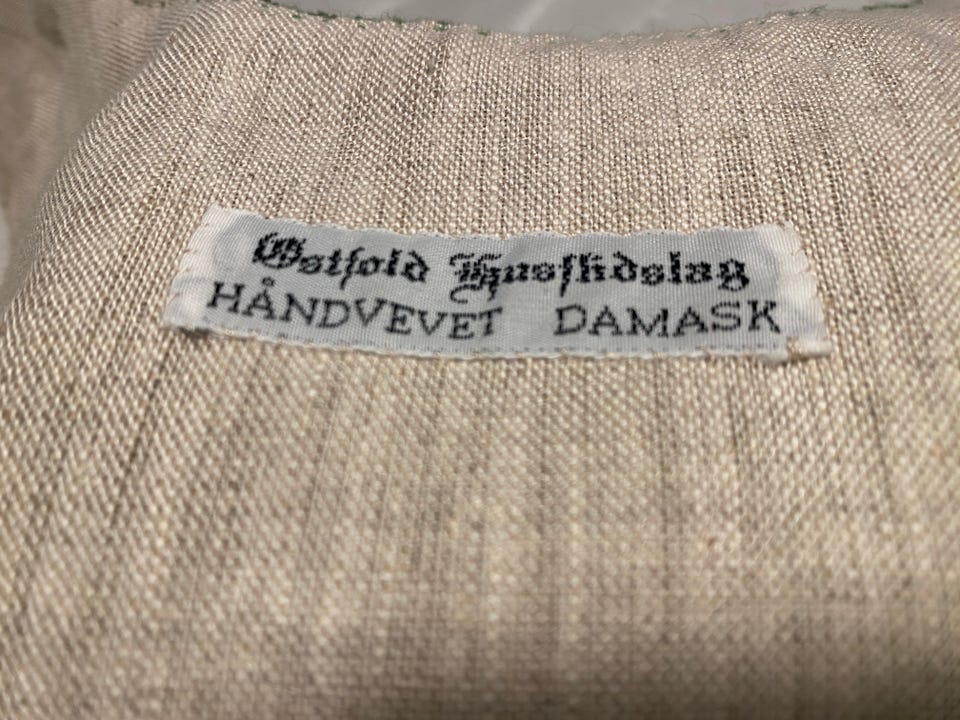 Østfold Husflidslag
HÅNDVEVET DAMASK